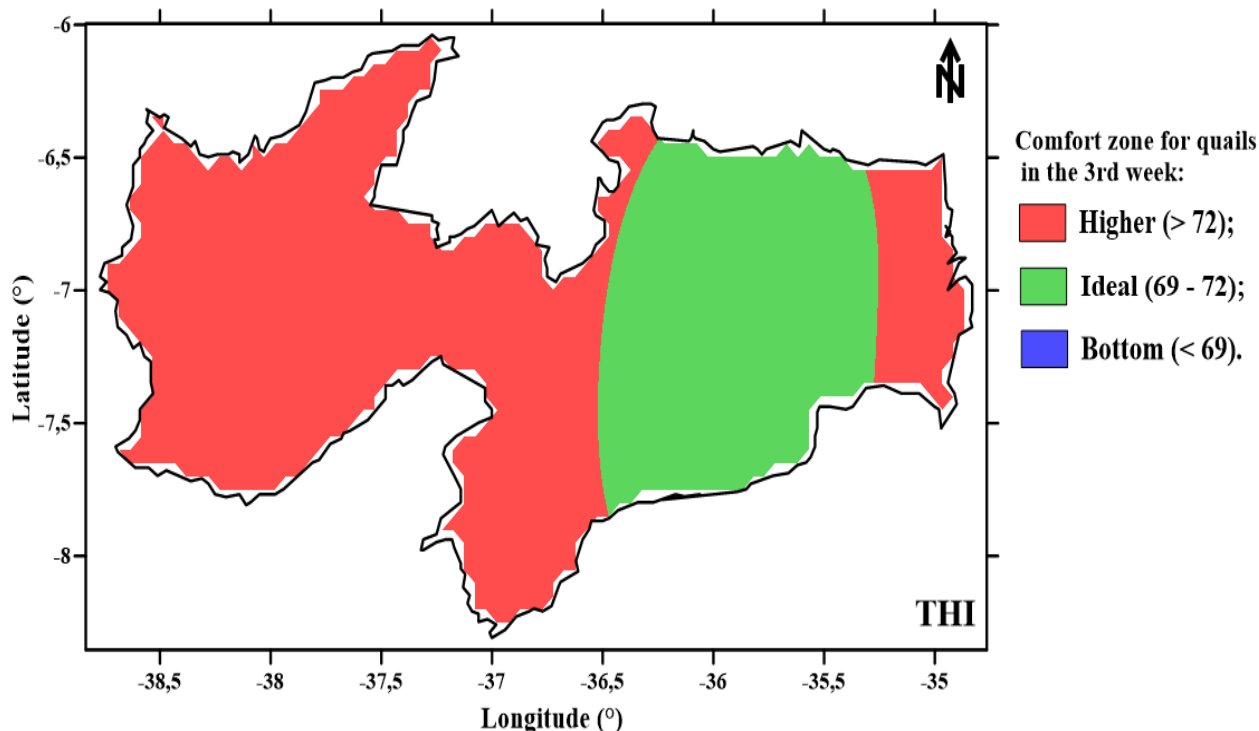 -6
-6,5
-7
-7,5
-8
Latitude (°)
-38,5
-38
-37,5
-37
-36,5
-36
-35,5
-35
Longitude (°)
N
THI
Comfort zone for quails
in the 3rd week:
Higher (> 72);
Ideal (69 - 72);
Bottom (< 69).